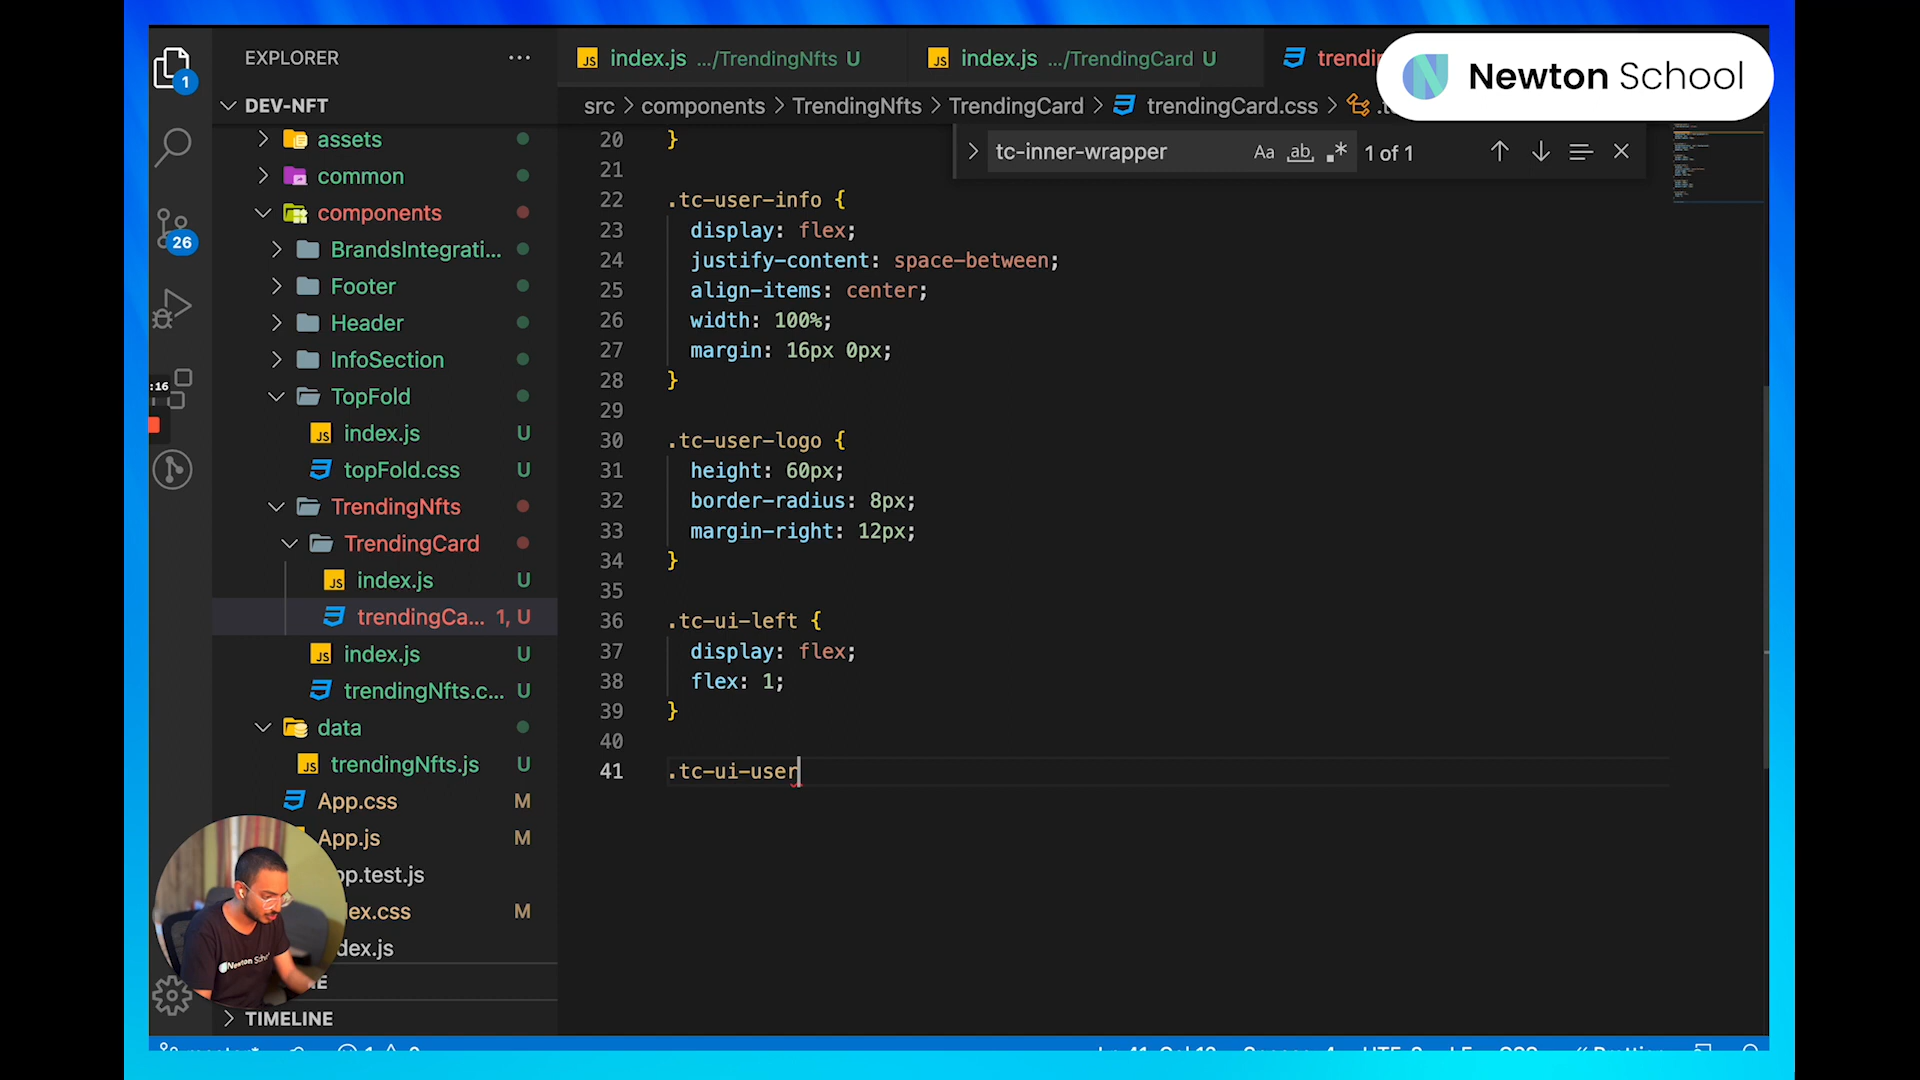 EXPLORER
index.js .../TrendingNfts U
index.js .../TrendingCard U
Newton School
1
DEV-NFT
src > components > TrendingNfts > TrendingCard > trendingCard.css >
tc-inner-wrapper
Aa ab 1 of 1
assets
common
components
BrandsIntegrati...
Footer
Header
InfoSection
TopFold
index.js U
topFold.css U
TrendingNfts
TrendingCard
index.js U
trendingCa... 1, U
index.js U
trendingNfts.c... U
data
trendingNfts.js U
App.css M
App.js M
M
TIMELINE
26
:16
20 }
21
22 .tc-user-info {
23 display: flex;
24 justify-content: space-between;
25 align-items: center;
26 width: 100%;
27 margin: 16px 0px;
28 }
29
30 .tc-user-logo {
31 height: 60px;
32 border-radius: 8px;
33 margin-right: 12px;
34 }
35
36 .tc-ui-left {
37 display: flex;
38 flex: 1;
39 }
40
41 .tc-ui-user